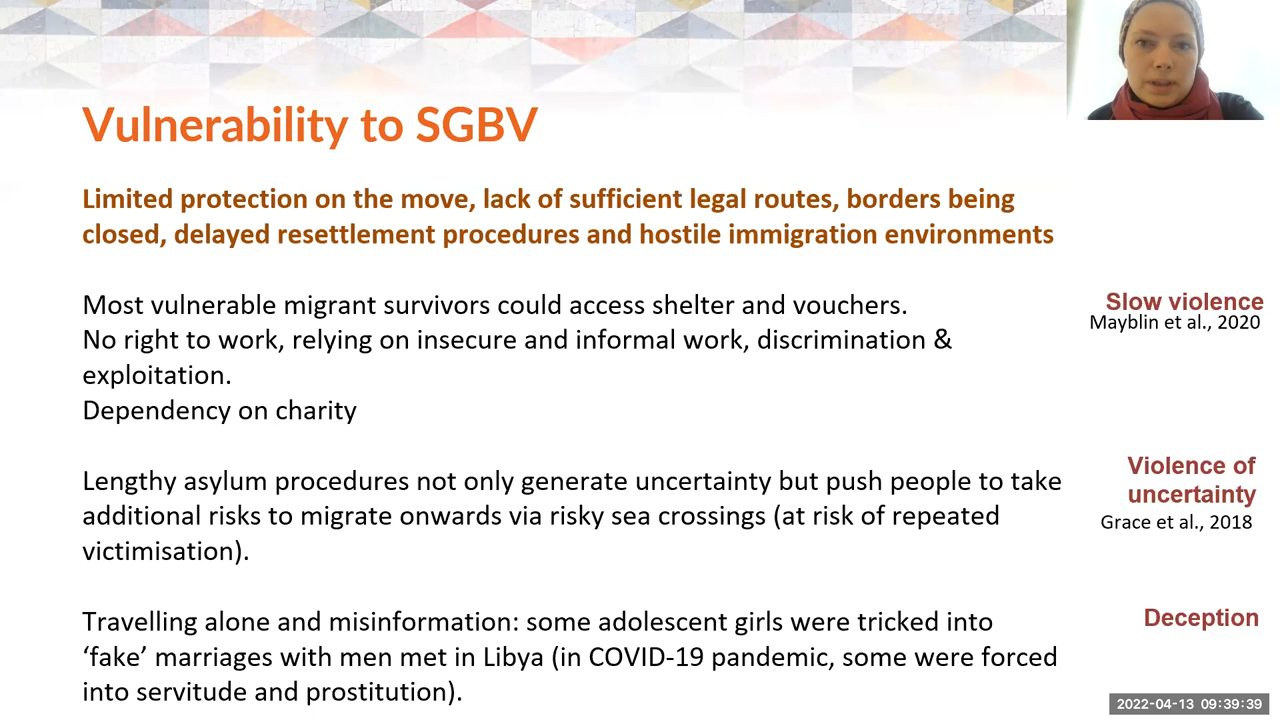 Vulnerability to SGBV
Limited protection on the move, lack of sufficient legal routes, borders being
closed, delayed resettlement procedures and hostile immigration environments
Most vulnerable migrant survivors could access shelter and vouchers.
No right to work, relying on insecure and informal work, discrimination &
exploitation.
Dependency on charity
Slow violence
Mayblin et al., 2020
Lengthy asylum procedures not only generate uncertainty but push people to take
additional risks to migrate onwards via risky sea crossings (at risk of repeated
victimisation).
Violence of
uncertainty
Grace et al., 2018
Travelling alone and misinformation: some adolescent girls were tricked into
‘fake’ marriages with men met in Libya (in COVID-19 pandemic, some were forced
into servitude and prostitution).
Deception
2022-04-13 09:39:39